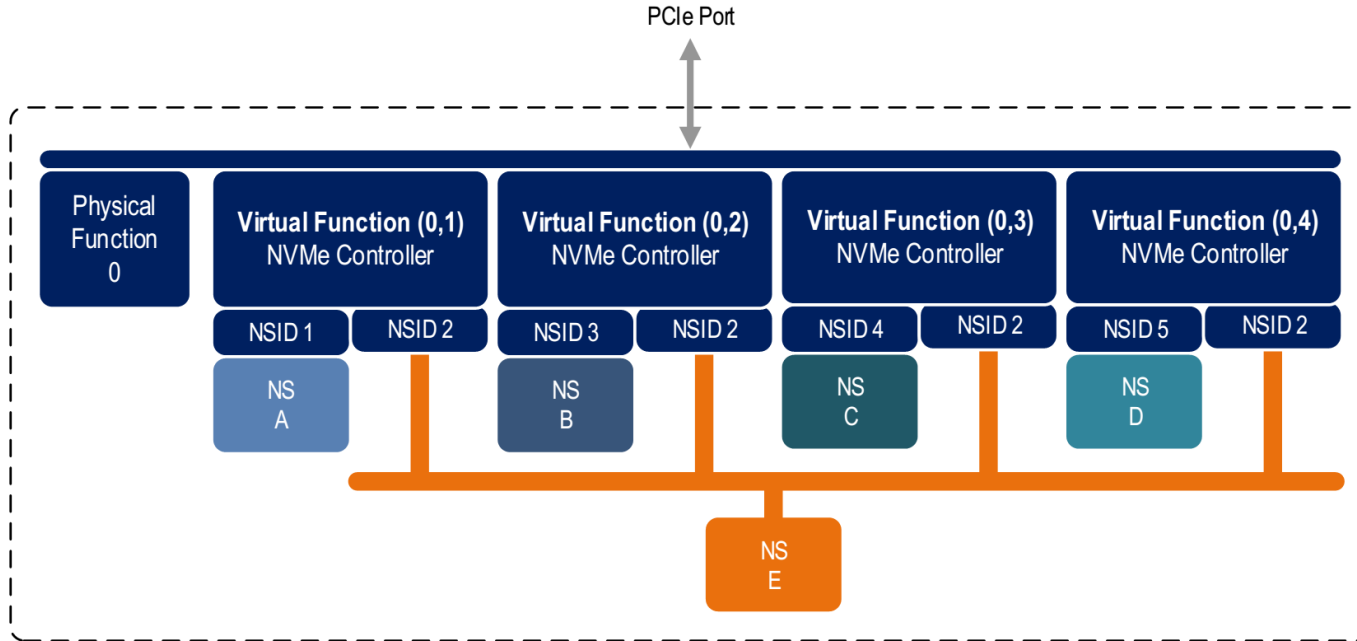 PCIe Port
Physical
Function
0
Virtual Function (0,1)
NVMe Controller
Virtual Function (0,2)
NVMe Controller
Virtual Function (0,3)
NVMe Controller
Virtual Function (0,4)
NVMe Controller
NSID 1
NSID 2
NSID 3
NSID 2
NSID 4
NSID 2
NSID 5
NSID 2
NS
A
NS
B
NS
C
NS
D
NS
E